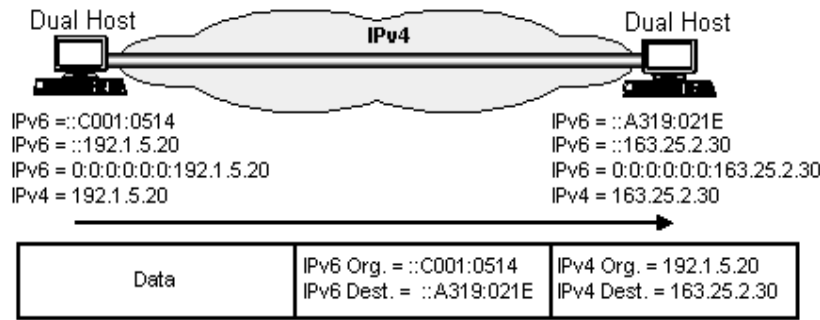 Dual Host
IPv4
Dual Host
IPv6 =::C001:0514
IPv6 = ::192.1.5.20
IPv6 = 0:0:0:0:0:0:192.1.5.20
IPv4 = 192.1.5.20
IPv6 = ::A319:021E
IPv6 = ::163.25.2.30
IPv6 = 0:0:0:0:0:0:163.25.2.30
IPv4 = 163.25.2.30
Data
IPv6 Org. = ::C001:0514
IPv6 Dest. = ::A319:021E
IPv4 Org. = 192.1.5.20
IPv4 Dest. = 163.25.2.30